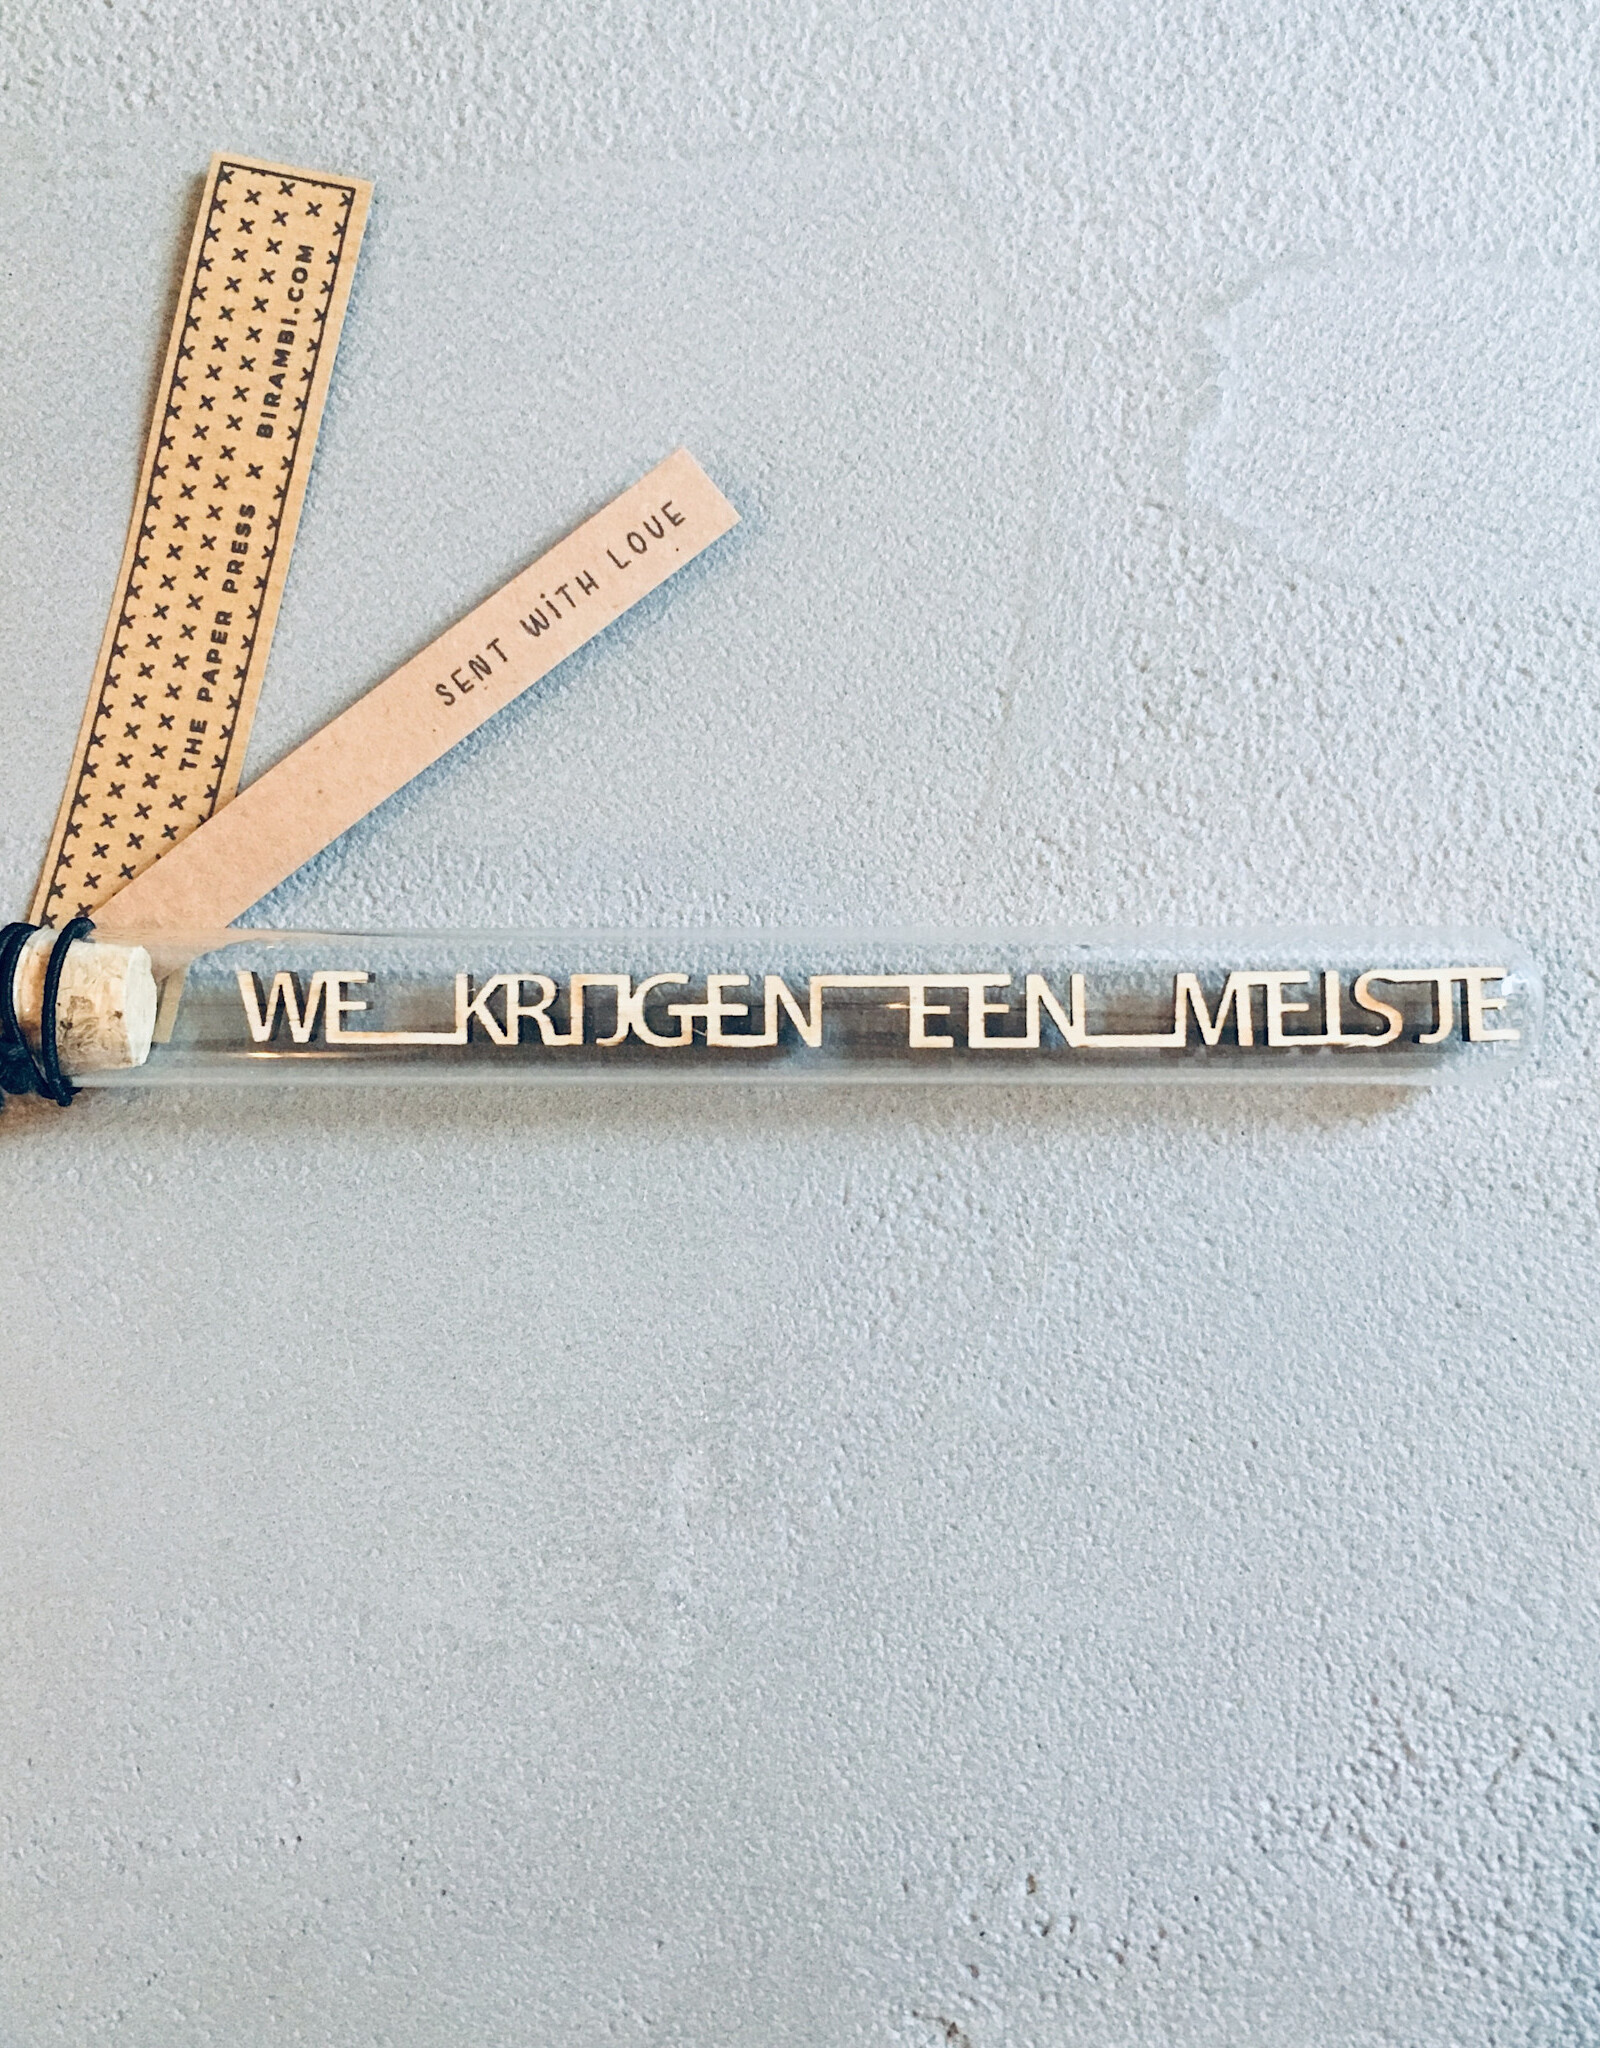 THE PAPER PRESS x BIRAMBI.COM
SENT WITH LOVE
WE KRIJGEN EEN MEISJE